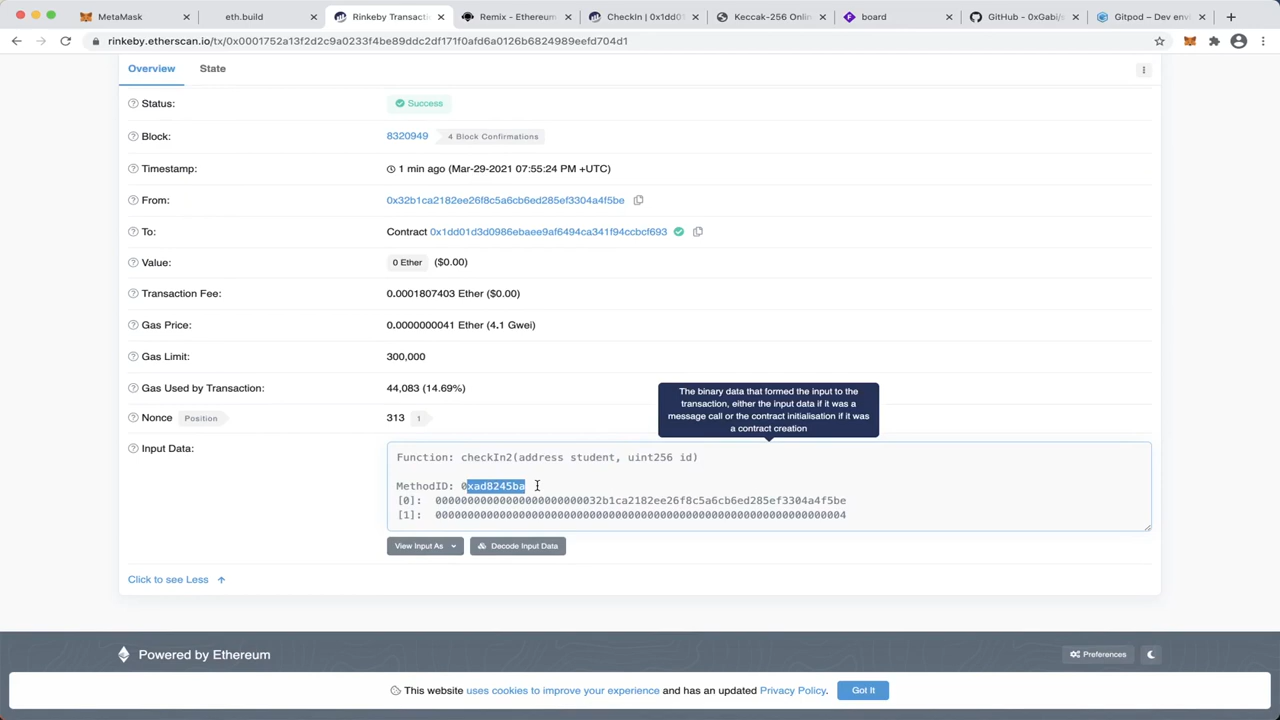 MetaMask
eth.build
Rinkeby Transacti
Remix - Ethereum
CheckIn | 0x1dd01
Keccak-256 Onlin
board
GitHub - 0xGabi/s
Gitpod – Dev envi
rinkeby.etherscan.io/tx/0x0001752a13f2d2c9a0233f4be89ddc2df171f0afd6a0126b6824989eefd704d1
Overview State
Status: Success
Block: 8320949 4 Block Confirmations
Timestamp: 1 min ago (Mar-29-2021 07:55:24 PM +UTC)
From: 0x32b1ca2182ee26f8c5a6cb6ed285ef3304a4f5be
To: Contract 0x1dd01d3d0986ebaee9af6494ca341f94ccbcf693
Value: 0 Ether ($0.00)
Transaction Fee: 0.0001807403 Ether ($0.00)
Gas Price: 0.0000000041 Ether (4.1 Gwei)
Gas Limit: 300,000
Gas Used by Transaction: 44,083 (14.69%)
The binary data that formed the input to the
transaction, either the input data if it was a
message call or the contract initialisation if it was
a contract creation
Nonce Position 313 1
Input Data:
Function: checkIn2(address student, uint256 id)
MethodID: 0xad8245ba
[0]: 00000000000000000000000032b1ca2182ee26f8c5a6cb6ed285ef3304a4f5be
[1]: 0000000000000000000000000000000000000000000000000000000000000004
View Input As Decode Input Data
Click to see Less
Powered by Ethereum
Preferences
This website uses cookies to improve your experience and has an updated Privacy Policy. Got It